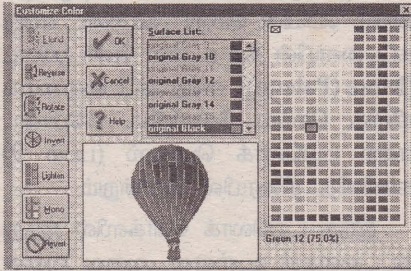 Customize Color
Blend
Reverse
Rotate
Invert
Lighten
Mono
Revert
OK
Cancel
Help
Surface List:
original Gray 10
original Gray 12
original Gray 14
original Black
Green 12 (75.0%)